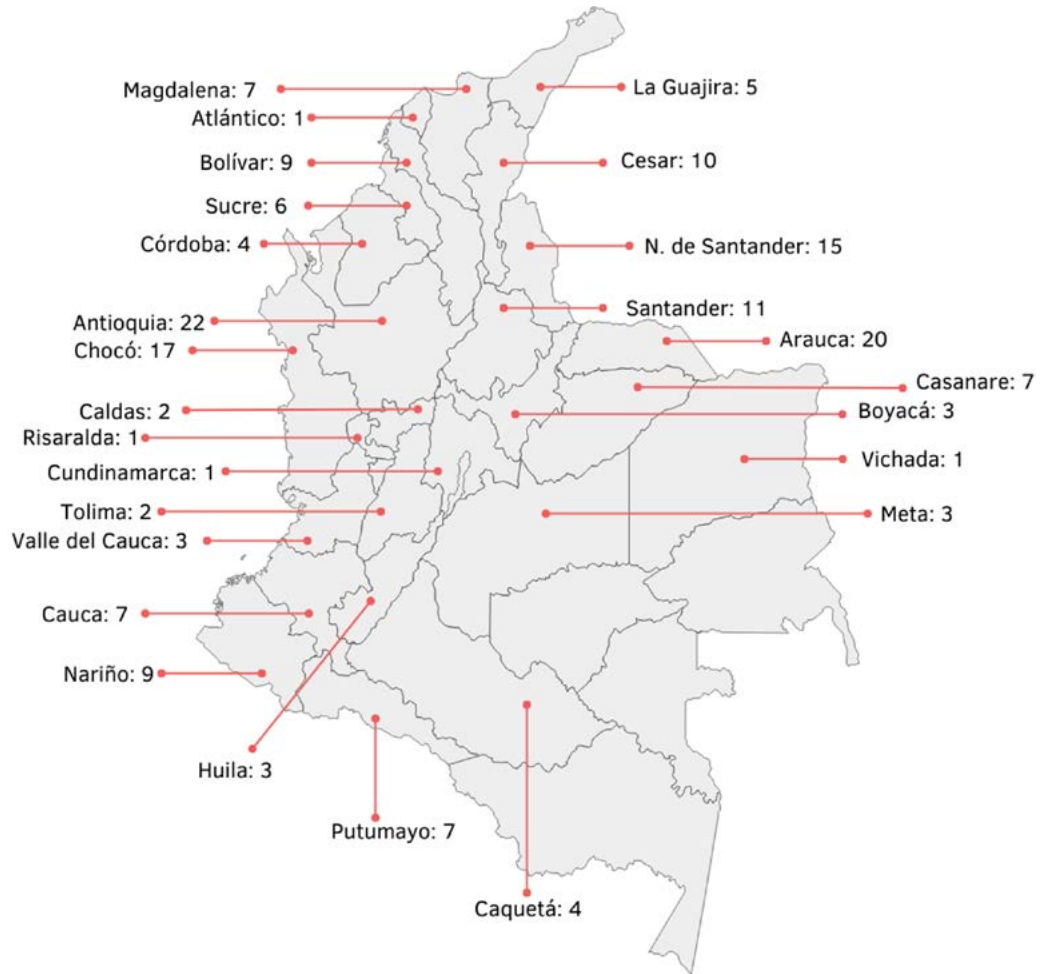 Magdalena: 7
La Guajira: 5
Atlántico: 1
Bolívar: 9
Cesar: 10
Sucre: 6
Córdoba: 4
N. de Santander: 15
Santander: 11
Antioquia: 22
Arauca: 20
Chocó: 17
Casanare: 7
Caldas: 2
Boyacá: 3
Risaralda: 1
Vichada: 1
Cundinamarca: 1
Tolima: 2
Meta: 3
Valle del Cauca: 3
Cauca: 7
Nariño: 9
Huila: 3
Putumayo: 7
Caquetá: 4